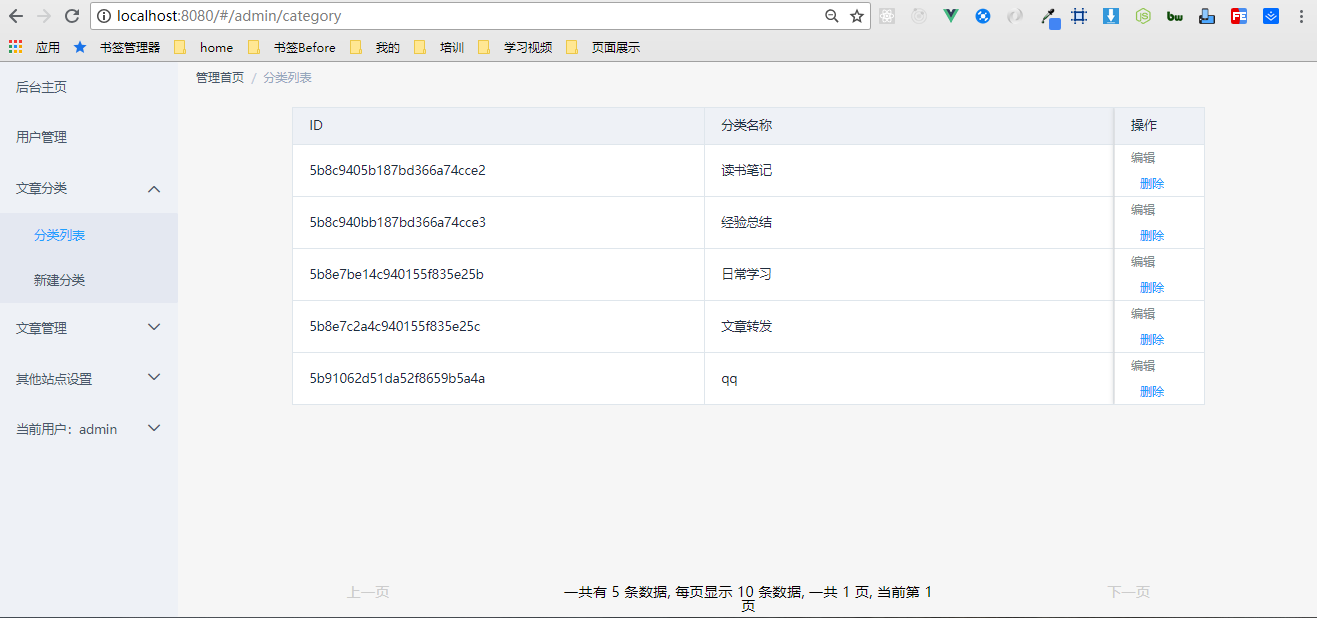 localhost:8080/#/admin/category
应用 书签管理器 home 书签Before 我的 培训 学习视频 页面展示
后台主页
用户管理
文章分类
分类列表
新建分类
文章管理
其他站点设置
当前用户：admin
管理首页 / 分类列表
ID 分类名称 操作
5b8c9405b187bd366a74cce2 读书笔记 编辑
删除
5b8c940bb187bd366a74cce3 经验总结 编辑
删除
5b8e7be14c940155f835e25b 日常学习 编辑
删除
5b8e7c2a4c940155f835e25c 文章转发 编辑
删除
5b91062d51da52f8659b5a4a qq 编辑
删除
上一页 一共有 5 条数据, 每页显示 10 条数据, 一共 1 页, 当前第 1 下一页
页